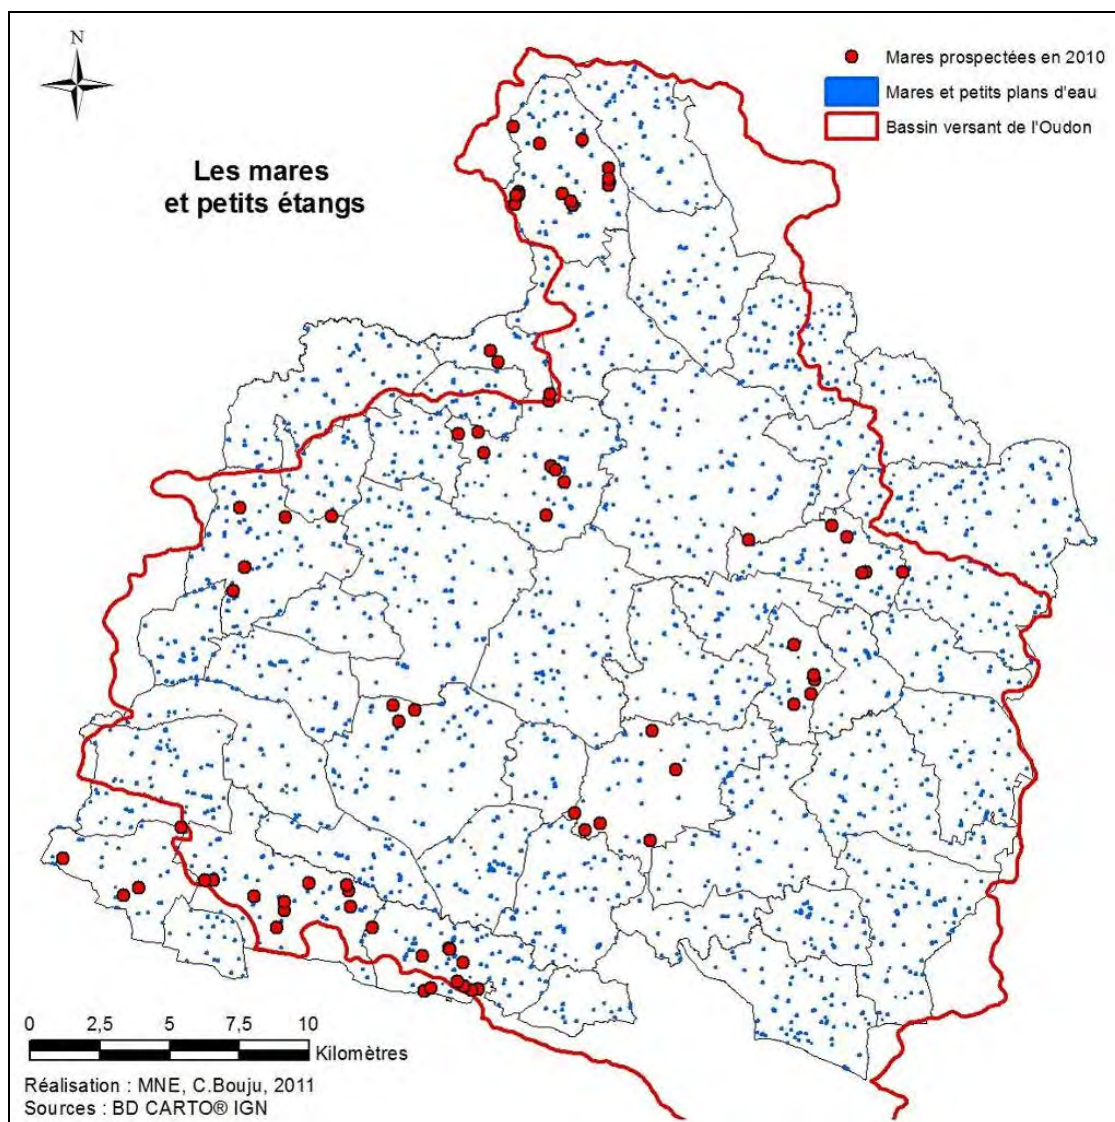 N
Mares prospectées en 2010
Mares et petits plans d'eau
Bassin versant de l'Oudon
Les mares
et petits étangs
0 2,5 5 7,5 10
Kilomètres
Réalisation : MNE, C.Bouju, 2011
Sources : BD CARTO® IGN